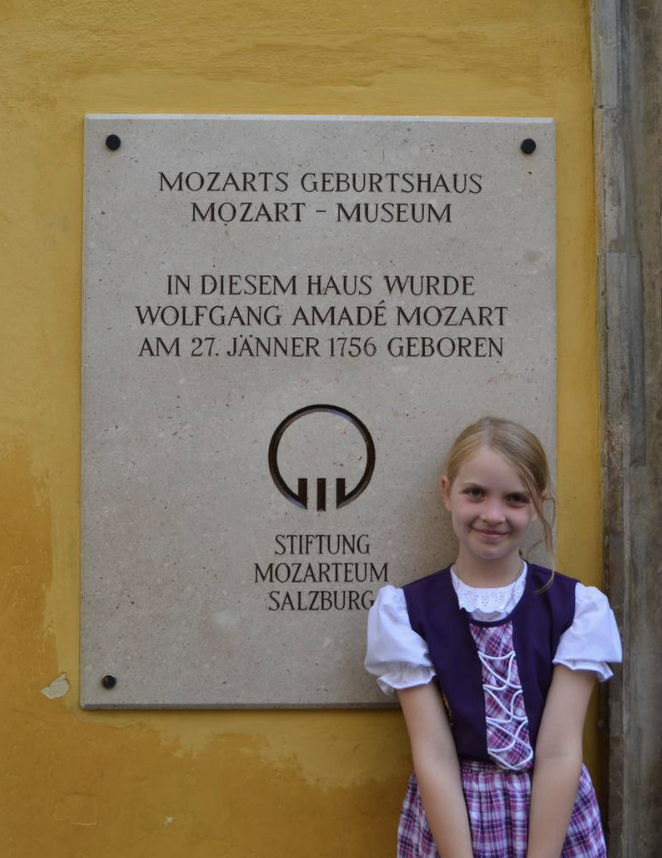 MOZARTS GEBURTSHAUS
MOZART – MUSEUM
IN DIESEM HAUS WURDE
WOLFGANG AMADÉ MOZART
AM 27. JÄNNER 1756 GEBOREN
STIFTUNG
MOZARTEUM
SALZBURG